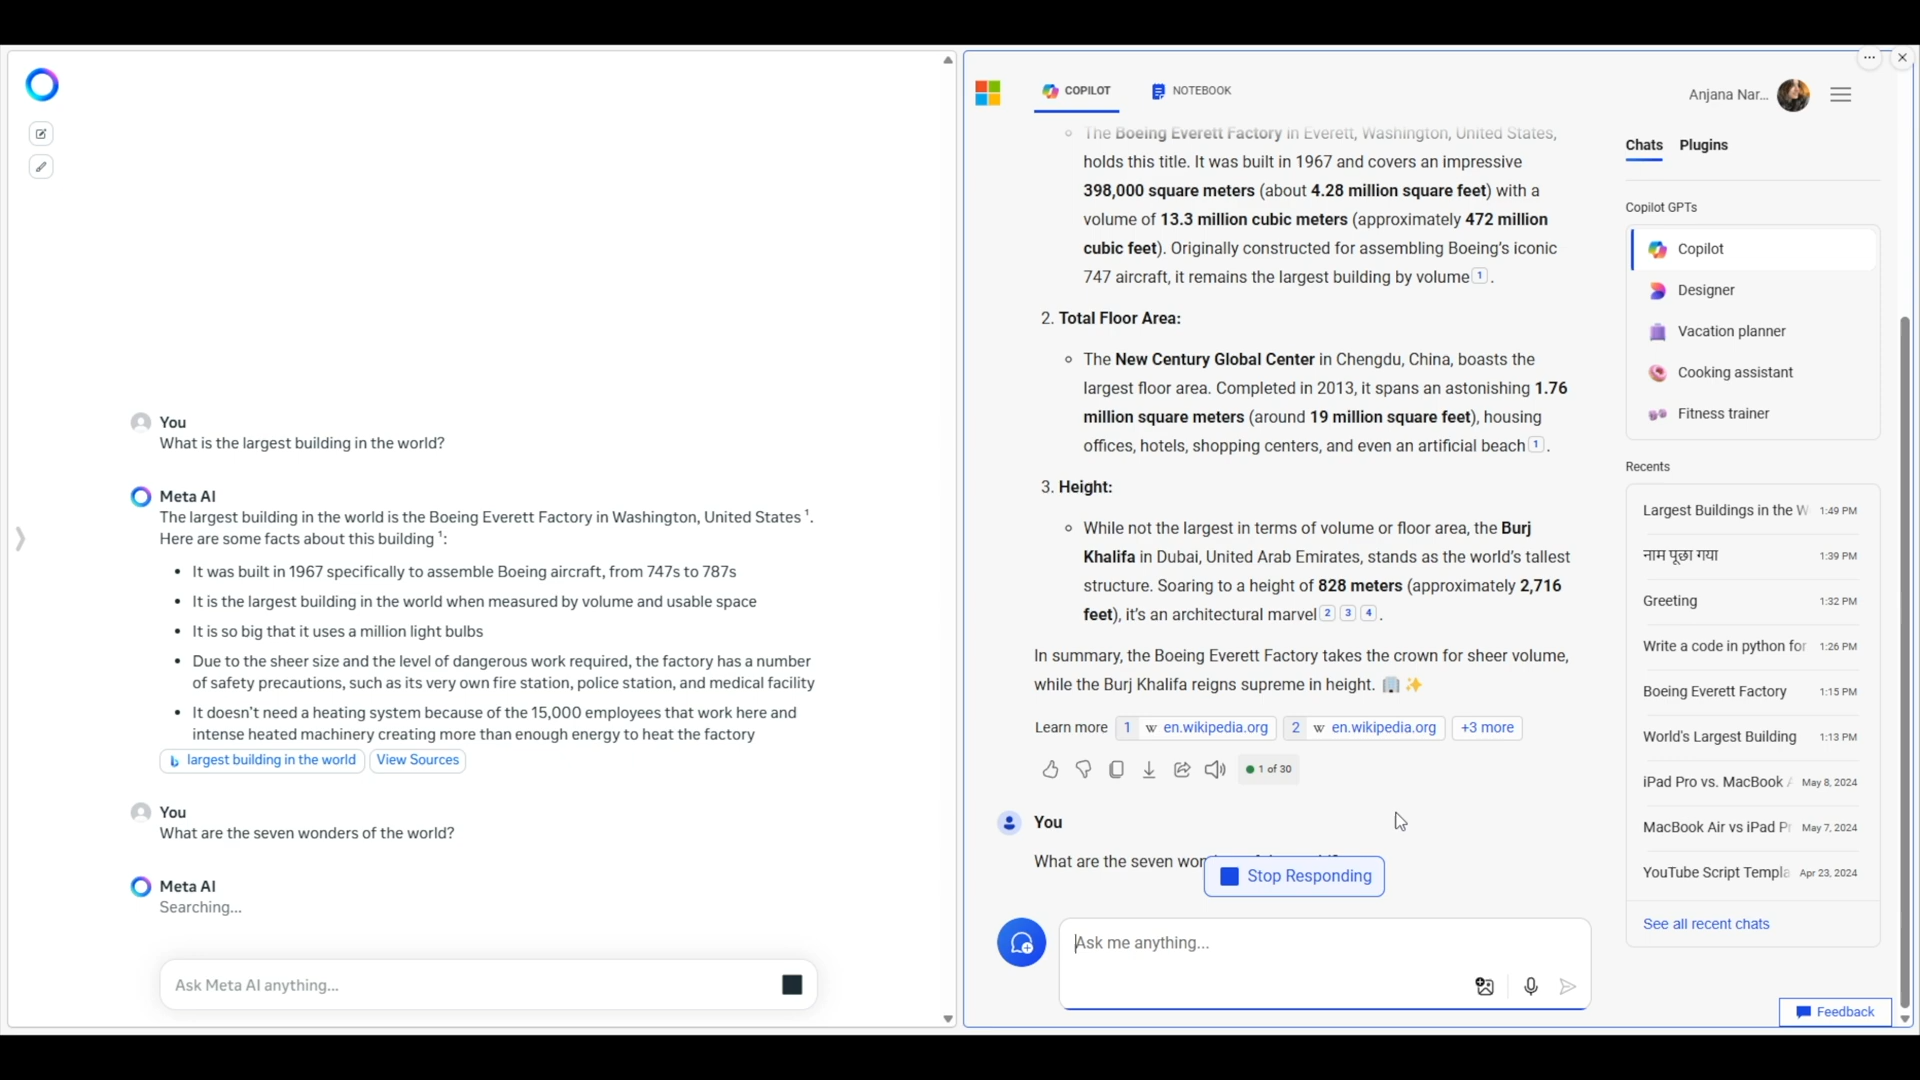 You
What is the largest building in the world?
Meta AI
The largest building in the world is the Boeing Everett Factory in Washington, United States 1.
Here are some facts about this building 1:
• It was built in 1967 specifically to assemble Boeing aircraft, from 747s to 787s
• It is the largest building in the world when measured by volume and usable space
• It is so big that it uses a million light bulbs
• Due to the sheer size and the level of dangerous work required, the factory has a number
of safety precautions, such as its very own fire station, police station, and medical facility
• It doesn't need a heating system because of the 15,000 employees that work here and
intense heated machinery creating more than enough energy to heat the factory
largest building in the world View Sources
You
What are the seven wonders of the world?
Meta AI
Searching...
Ask Meta AI anything...
COPILOT NOTEBOOK
Anjana Nar...
The Boeing Everett Factory in Everett, Washington, United States,
holds this title. It was built in 1967 and covers an impressive
398,000 square meters (about 4.28 million square feet) with a
volume of 13.3 million cubic meters (approximately 472 million
cubic feet). Originally constructed for assembling Boeing's iconic
747 aircraft, it remains the largest building by volume 1.
2. Total Floor Area:
The New Century Global Center in Chengdu, China, boasts the
largest floor area. Completed in 2013, it spans an astonishing 1.76
million square meters (around 19 million square feet), housing
offices, hotels, shopping centers, and even an artificial beach 1.
3. Height:
While not the largest in terms of volume or floor area, the Burj
Khalifa in Dubai, United Arab Emirates, stands as the world's tallest
structure. Soaring to a height of 828 meters (approximately 2,716
feet), it's an architectural marvel 2 3 4.
In summary, the Boeing Everett Factory takes the crown for sheer volume,
while the Burj Khalifa reigns supreme in height. 🏢✨
Learn more 1 w en.wikipedia.org 2 w en.wikipedia.org +3 more
1 of 30
You
What are the seven
Stop Responding
Ask me anything...
Chats Plugins
Copilot GPTs
Copilot
Designer
Vacation planner
Cooking assistant
Fitness trainer
Recents
Largest Buildings in the W 1:49 PM
नाम पूछा गया 1:39 PM
Greeting 1:32 PM
Write a code in python for 1:26 PM
Boeing Everett Factory 1:15 PM
World's Largest Building 1:13 PM
iPad Pro vs. MacBook May 8, 2024
MacBook Air vs iPad P May 7, 2024
YouTube Script Templa Apr 23, 2024
See all recent chats
Feedback